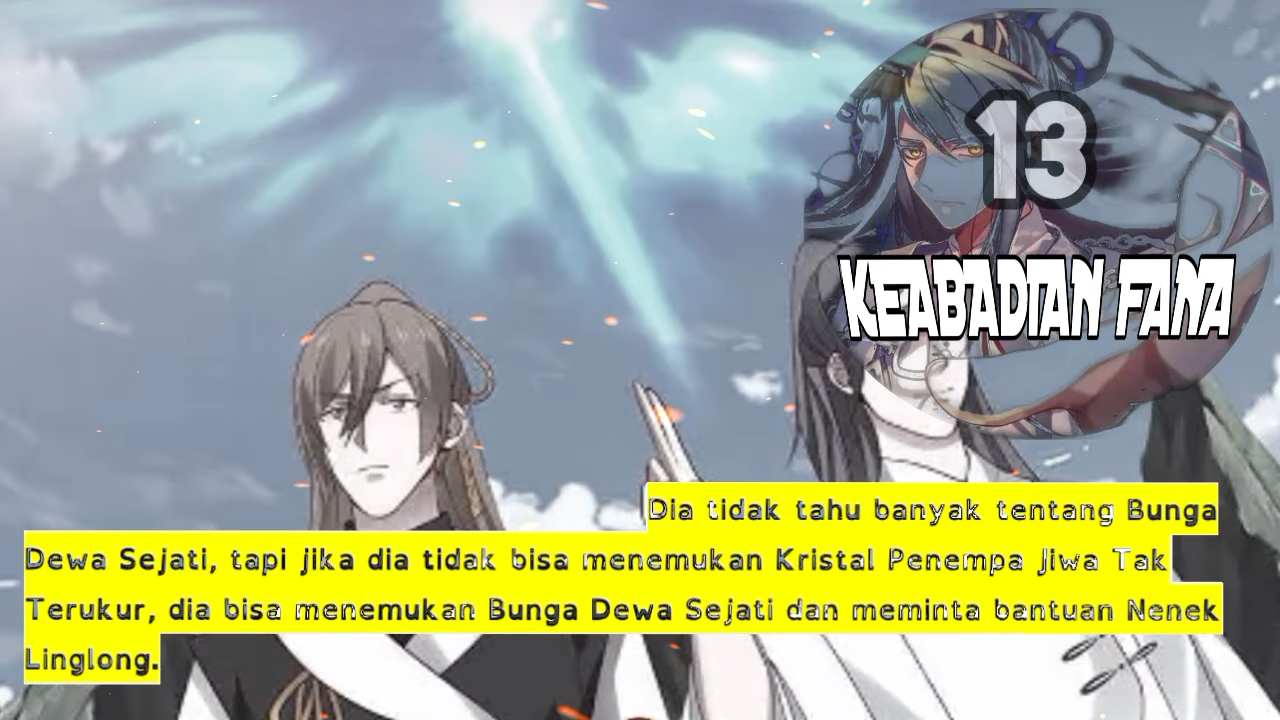 13
KEABADIAN FANA
Dia tidak tahu banyak tentang Bunga
Dewa Sejati, tapi jika dia tidak bisa menemukan Kristal Penempa Jiwa Tak
Terukur, dia bisa menemukan Bunga Dewa Sejati dan meminta bantuan Nenek
Linglong.